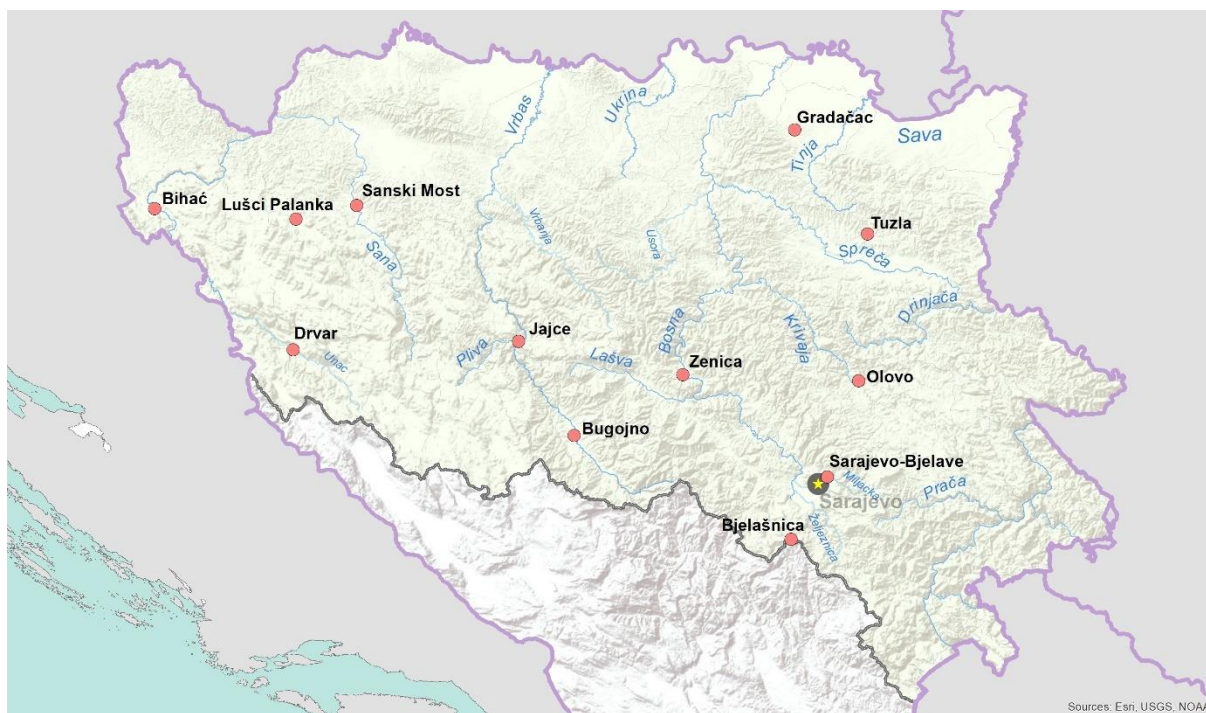 Gradačac
Sava
Vrbas
Ukrina
Tinja
Bihać
Lušci Palanka
Sanski Most
Vrbanja
Usora
Tuzla
Spreča
Sana
Drinjača
Drvar
Unac
Pliva
Jajce
Lašva
Bosna
Krivaja
Zenica
Olovo
Bugojno
Sarajevo-Bjelave
Miljacka
Prača
Sarajevo
Bjelašnica
Željeznica
Sources: Esri, USGS, NOAA